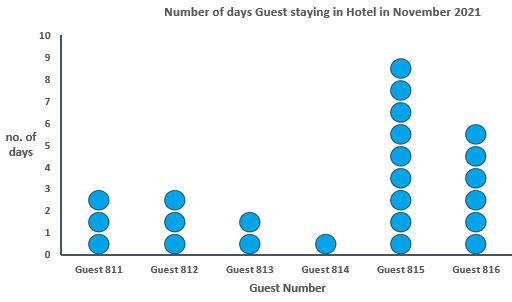 Number of days Guest staying in Hotel in November 2021
10
9
8
7
6
5
4
3
2
1
0
no. of
days
Guest 811 Guest 812 Guest 813 Guest 814 Guest 815 Guest 816
Guest Number